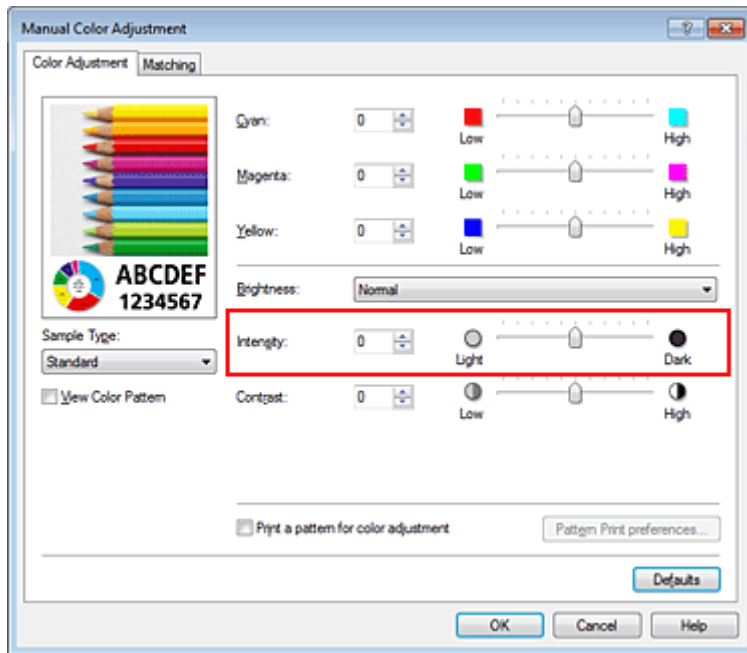 Manual Color Adjustment
Color Adjustment
Matching
ABCDEF
1234567
Sample Type:
Standard
View Color Pattern
Cyan: 0 Low High
Magenta: 0 Low High
Yellow: 0 Low High
Brightness: Normal
Intensity: 0 Light Dark
Contrast: 0 Low High
Print a pattern for color adjustment
Pattern Print preferences...
Defaults
OK Cancel Help